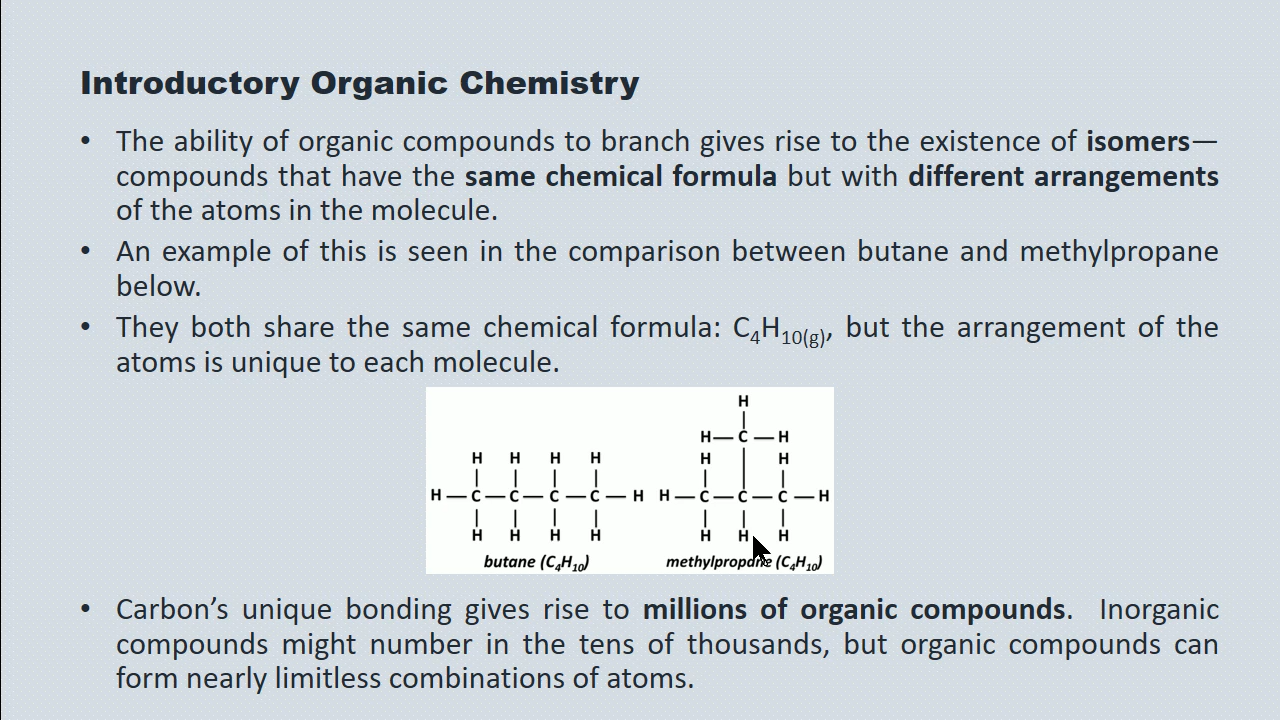 Introductory Organic Chemistry
• The ability of organic compounds to branch gives rise to the existence of isomers—
compounds that have the same chemical formula but with different arrangements
of the atoms in the molecule.
• An example of this is seen in the comparison between butane and methylpropane
below.
• They both share the same chemical formula: C₄H₁₀₍g₎, but the arrangement of the
atoms is unique to each molecule.
H
H — C — H
H H H H H H
H — C — C — C — C — H H — C — C — C — H
H H H H H H H
butane (C₄H₁₀) methylpropane (C₄H₁₀)
• Carbon’s unique bonding gives rise to millions of organic compounds. Inorganic
compounds might number in the tens of thousands, but organic compounds can
form nearly limitless combinations of atoms.